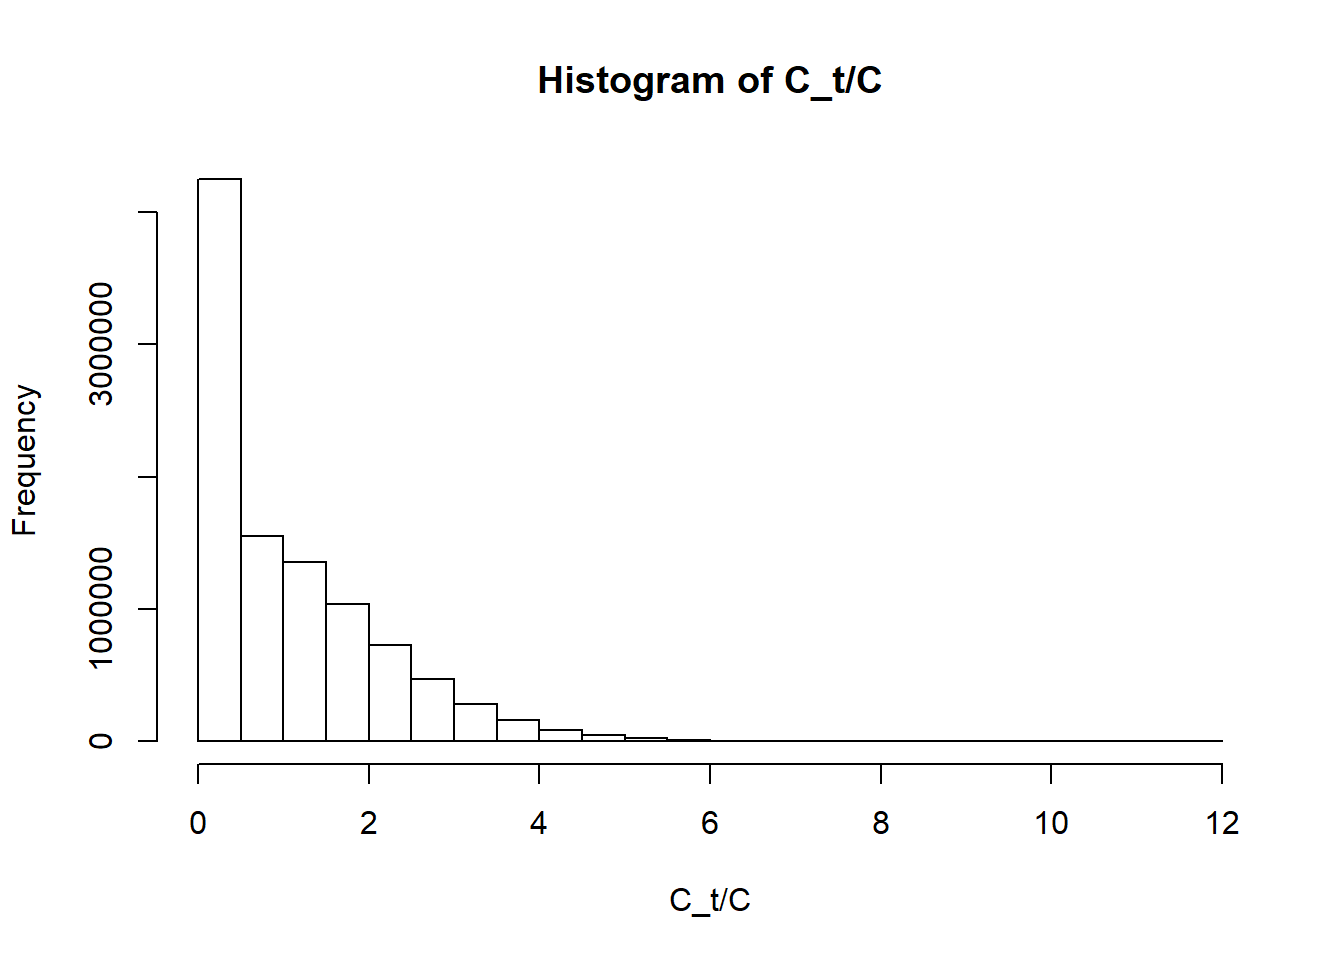 Histogram of C_t/C
Frequency
3000000
1000000
0
0 2 4 6 8 10 12
C_t/C